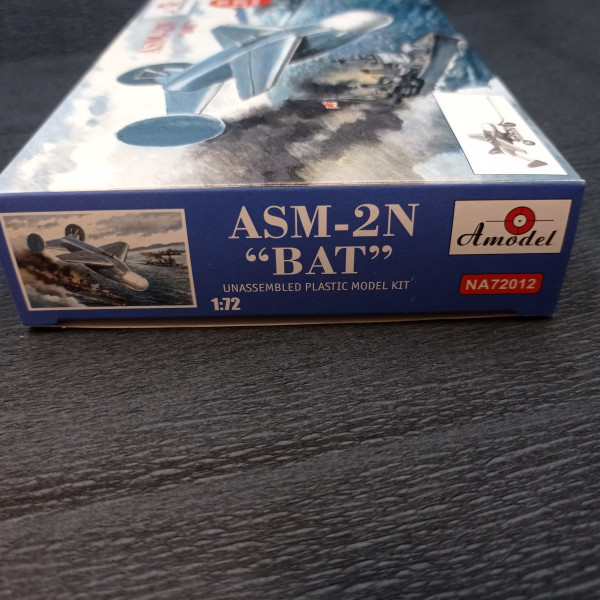 ASM-2N
"BAT"
UNASSEMBLED PLASTIC MODEL KIT
1:72
Amodel
NA72012